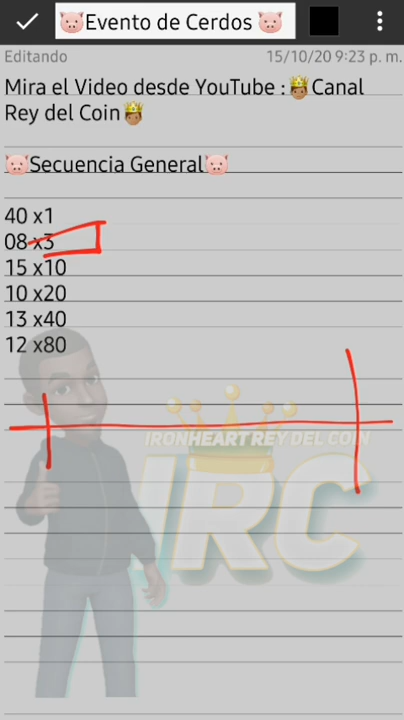 🐷Evento de Cerdos 🐷
Editando
15/10/20 9:23 p. m.
Mira el Video desde YouTube : 🤴🏽Canal
Rey del Coin🤴🏽
🐷Secuencia General🐷
40 x1
08 x3
15 x10
10 x20
13 x40
12 x80
IRONHEART REY DEL COIN
IRC